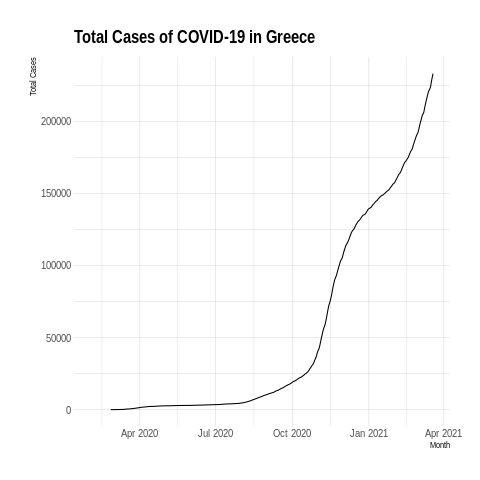 Total Cases of COVID-19 in Greece
Total Cases
200000
150000
100000
50000
0
Apr 2020 Jul 2020 Oct 2020 Jan 2021 Apr 2021
Month